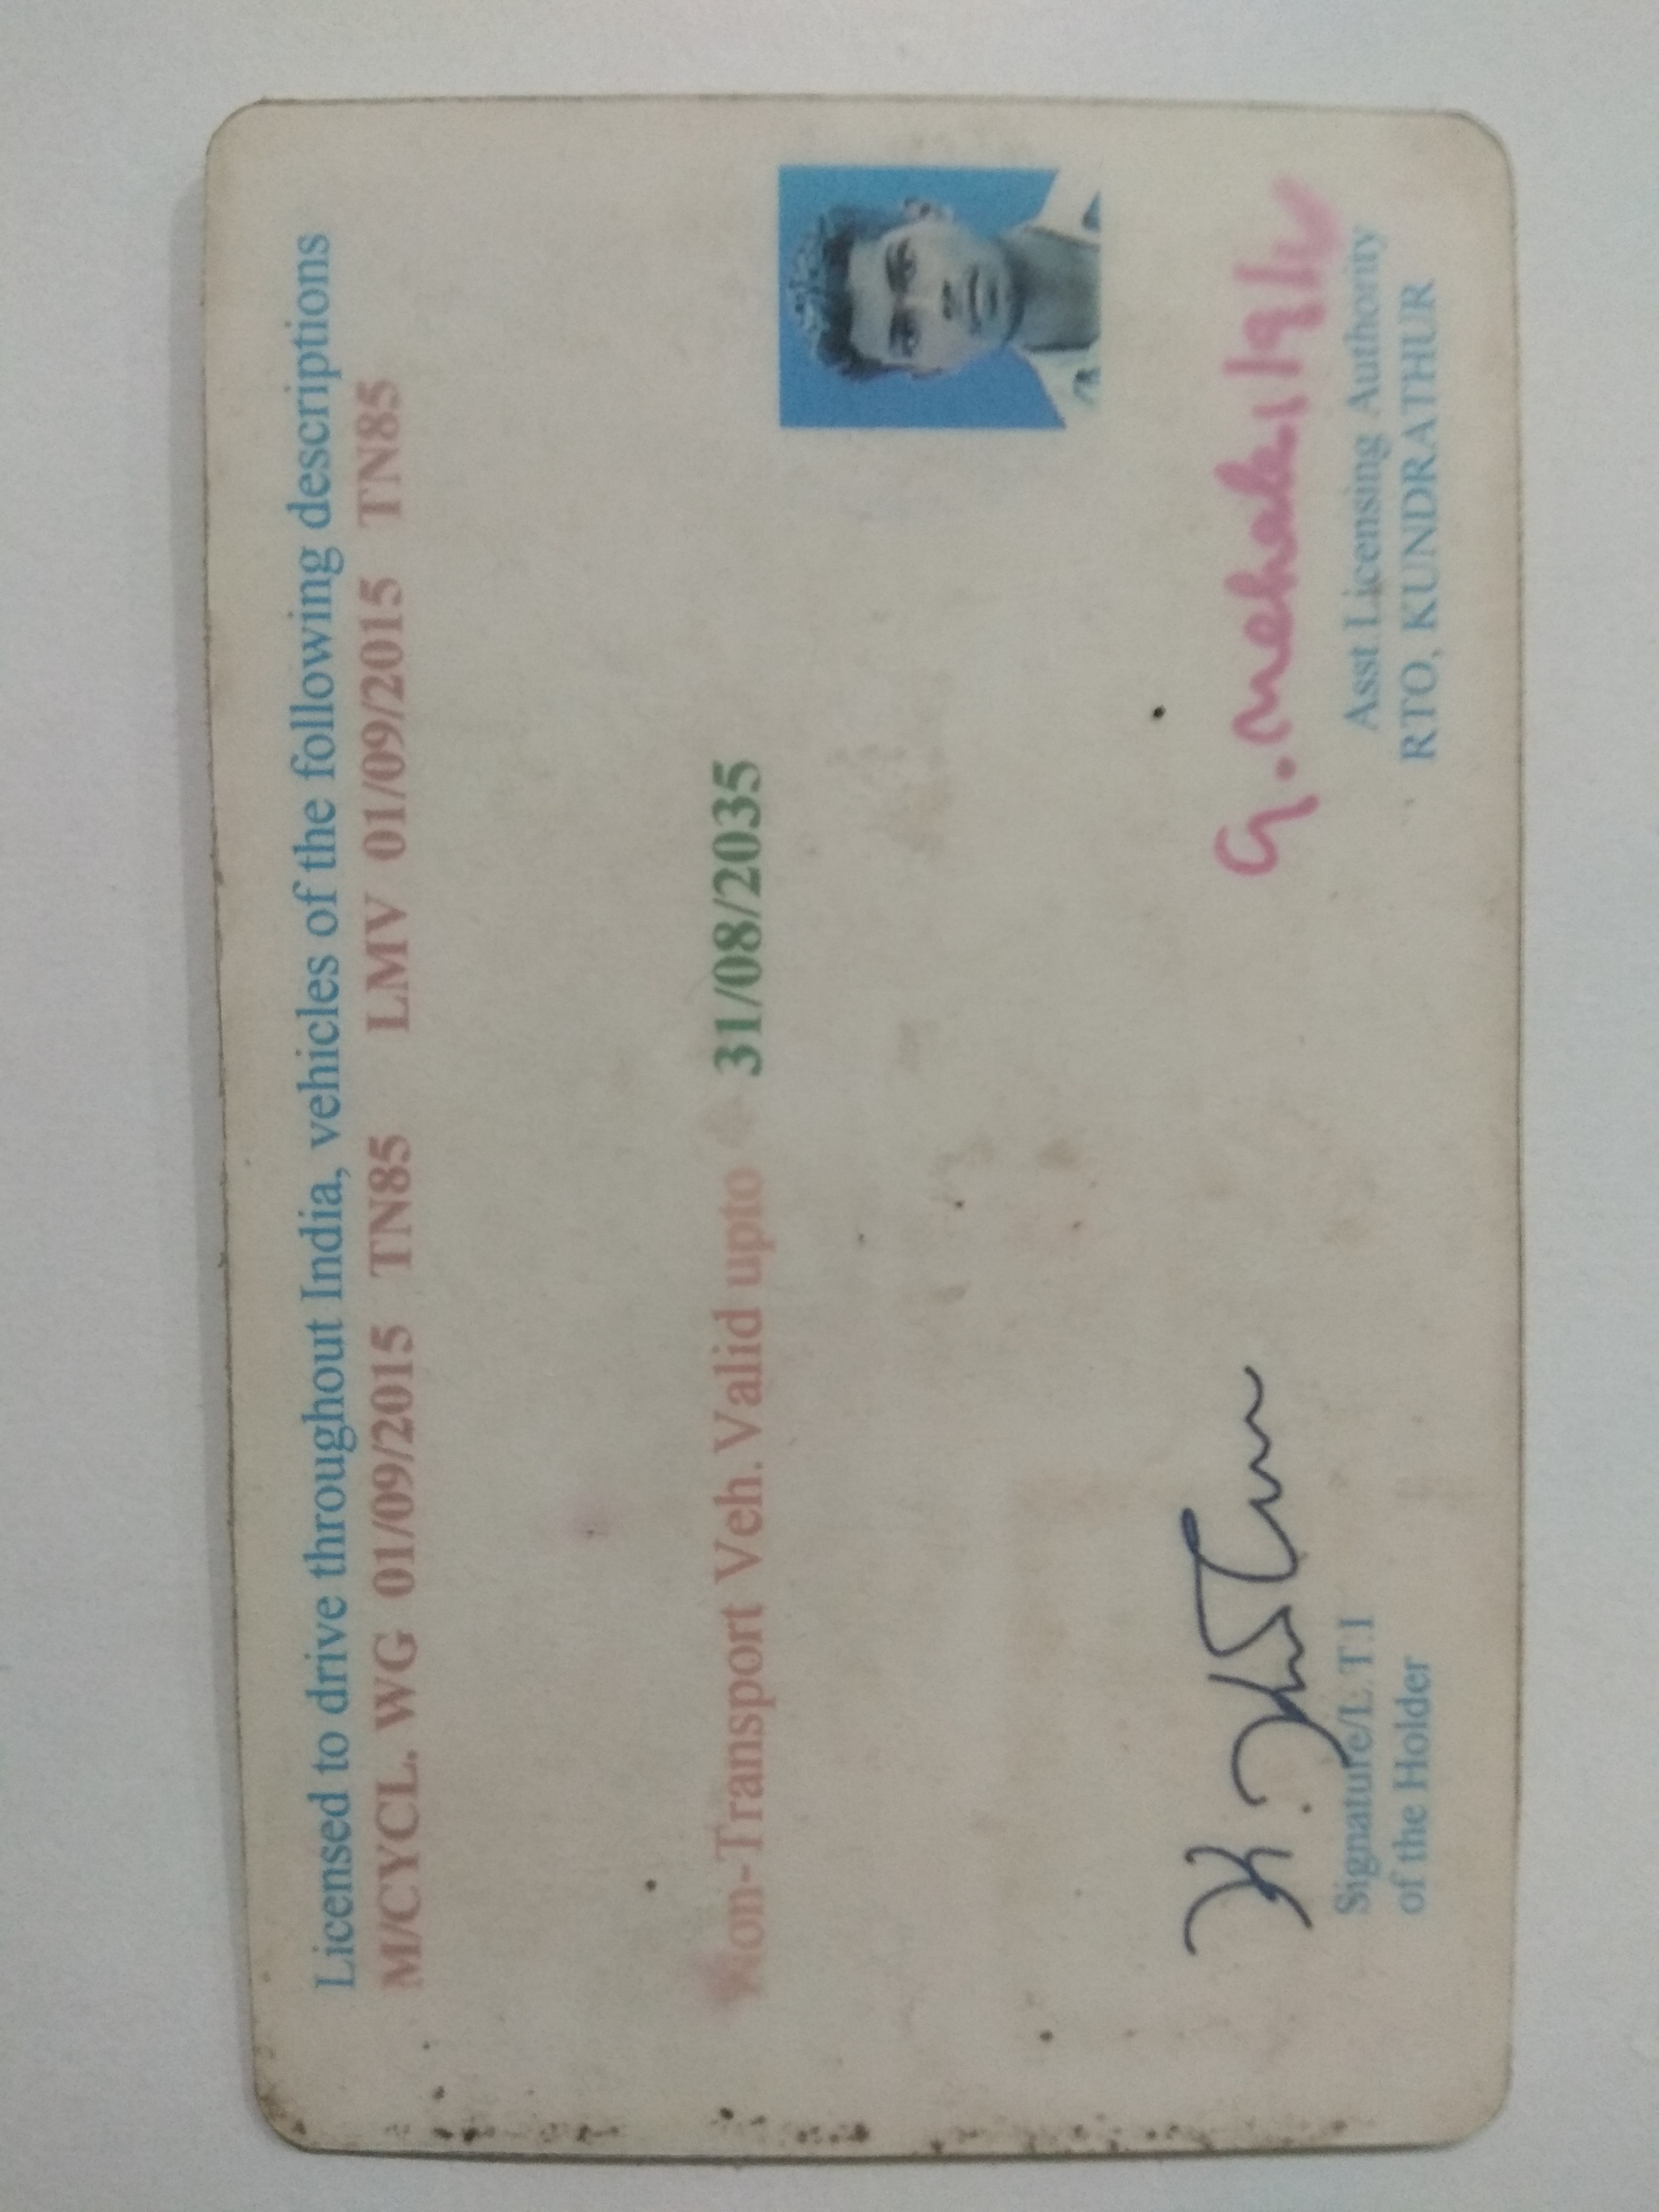 Licensed to drive throughout India, vehicles of the following descriptions
M/CYCL. WG 01/09/2015 TN85 LMV 01/09/2015 TN85
Non-Transport Veh. Valid upto 31/08/2035
Signature/L.T.I
of the Holder
Asst.Licensing Authority
RTO, KUNDRATHUR